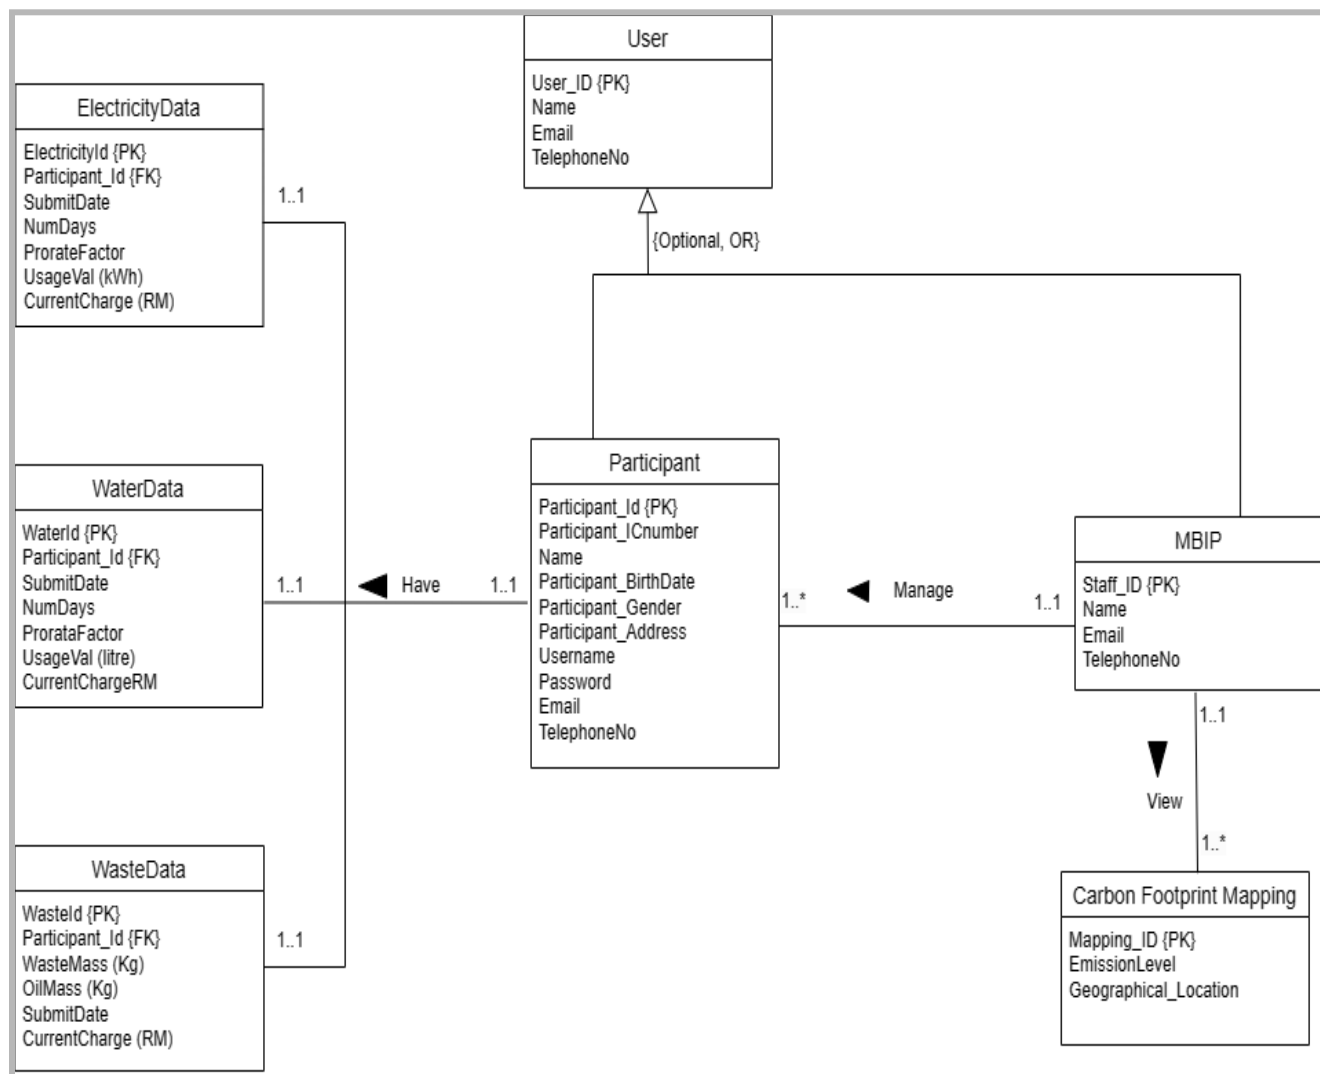 User
User_ID {PK}
Name
Email
TelephoneNo
{Optional, OR}
ElectricityData
ElectricityId {PK}
Participant_Id {FK}
SubmitDate
NumDays
ProrateFactor
UsageVal (kWh)
CurrentCharge (RM)
1..1
WaterData
WaterId {PK}
Participant_Id {FK}
SubmitDate
NumDays
ProrataFactor
UsageVal (litre)
CurrentChargeRM
1..1
Have
1..1
WasteData
WasteId {PK}
Participant_Id {FK}
WasteMass (Kg)
OilMass (Kg)
SubmitDate
CurrentCharge (RM)
1..1
Participant
Participant_Id {PK}
Participant_ICnumber
Name
Participant_BirthDate
Participant_Gender
Participant_Address
Username
Password
Email
TelephoneNo
1..*
Manage
1..1
MBIP
Staff_ID {PK}
Name
Email
TelephoneNo
1..1
View
1..*
Carbon Footprint Mapping
Mapping_ID {PK}
EmissionLevel
Geographical_Location